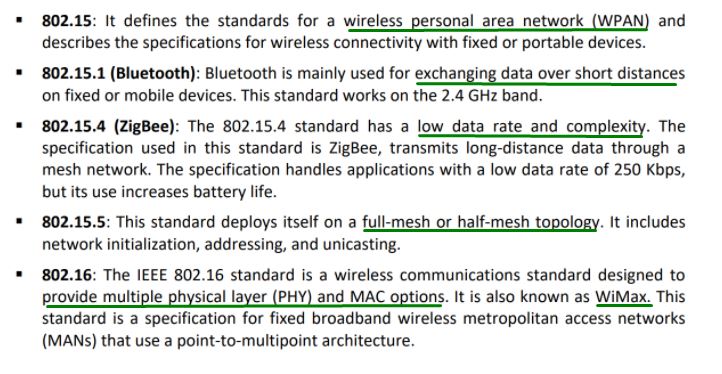 ▪ 802.15: It defines the standards for a wireless personal area network (WPAN) and
describes the specifications for wireless connectivity with fixed or portable devices.
▪ 802.15.1 (Bluetooth): Bluetooth is mainly used for exchanging data over short distances
on fixed or mobile devices. This standard works on the 2.4 GHz band.
▪ 802.15.4 (ZigBee): The 802.15.4 standard has a low data rate and complexity. The
specification used in this standard is ZigBee, transmits long-distance data through a
mesh network. The specification handles applications with a low data rate of 250 Kbps,
but its use increases battery life.
▪ 802.15.5: This standard deploys itself on a full-mesh or half-mesh topology. It includes
network initialization, addressing, and unicasting.
▪ 802.16: The IEEE 802.16 standard is a wireless communications standard designed to
provide multiple physical layer (PHY) and MAC options. It is also known as WiMax. This
standard is a specification for fixed broadband wireless metropolitan access networks
(MANs) that use a point-to-multipoint architecture.